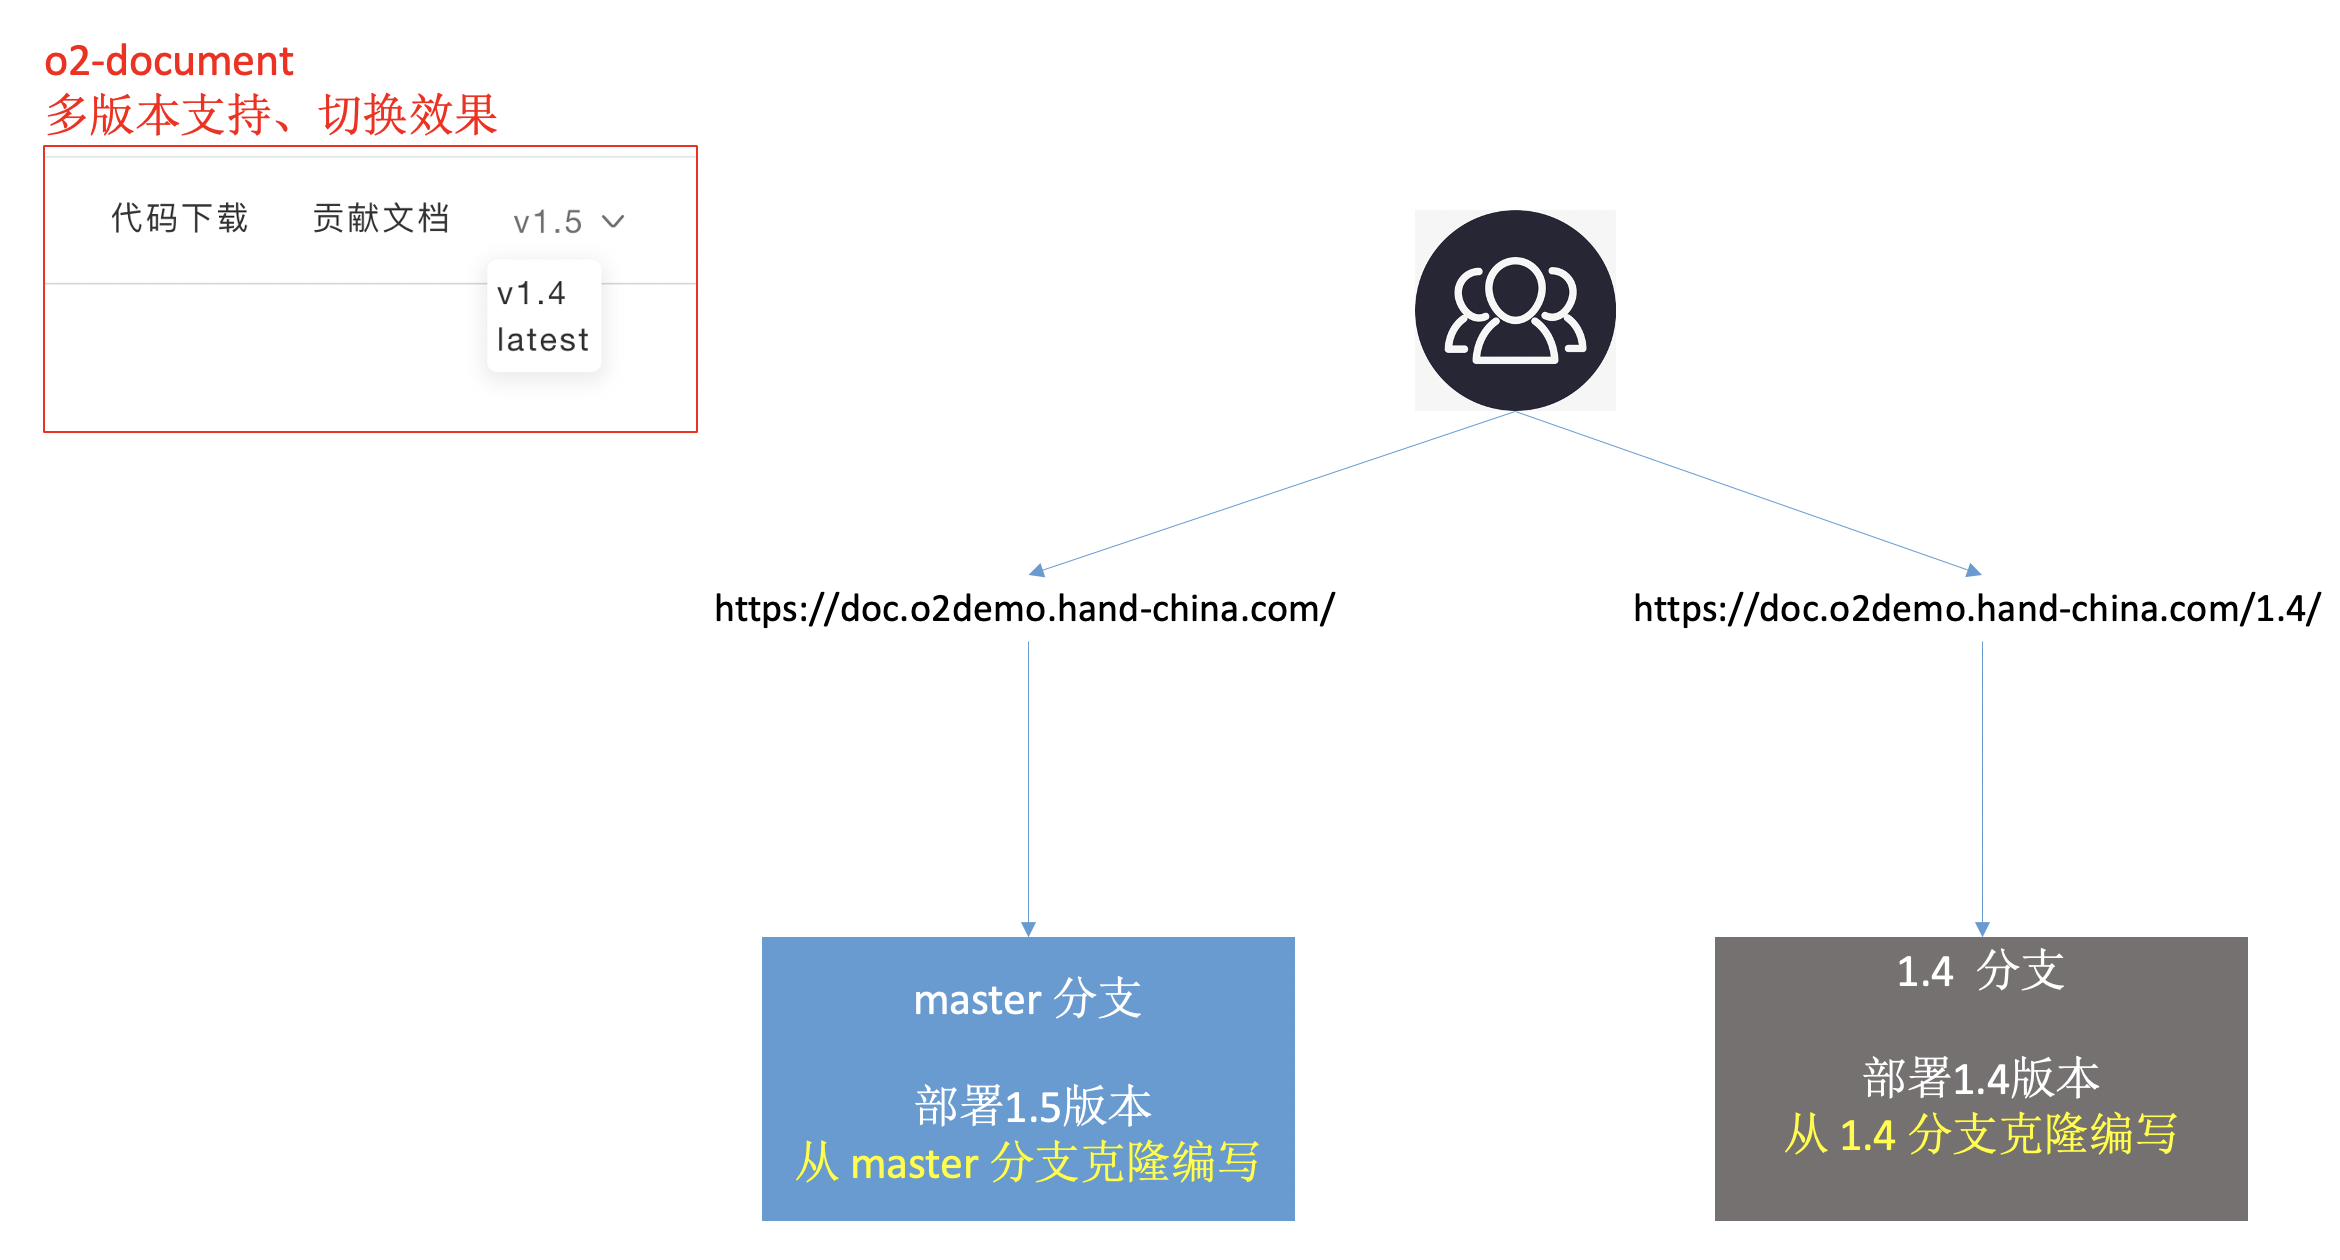 o2-document
多版本支持、切换效果
代码下载 贡献文档 v1.5
v1.4
latest
https://doc.o2demo.hand-china.com/
https://doc.o2demo.hand-china.com/1.4/
master 分支
部署1.5版本
从 master 分支克隆编写
1.4 分支
部署1.4版本
从 1.4 分支克隆编写